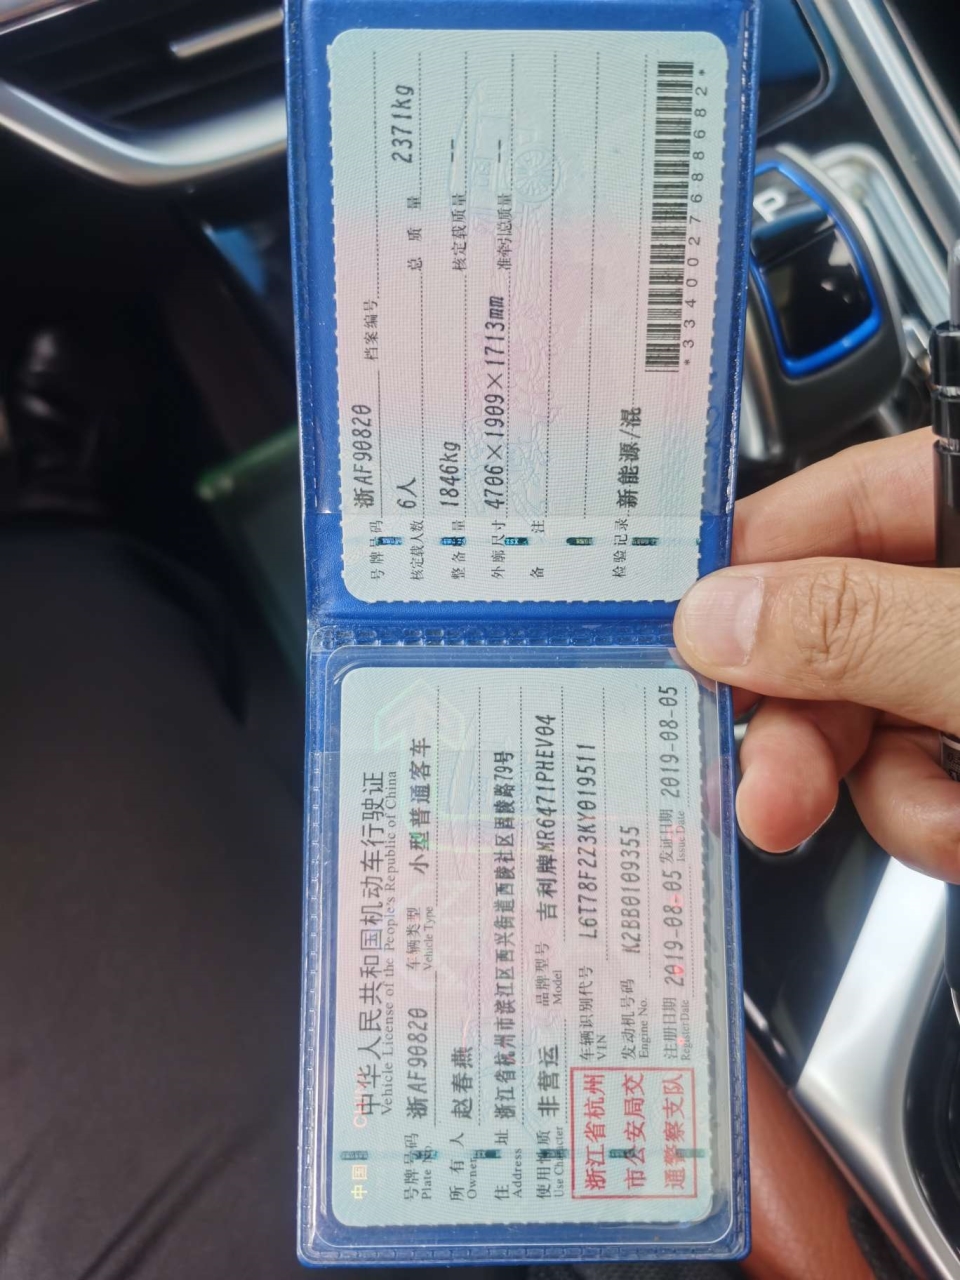 中国 CHINA
中华人民共和国机动车行驶证
Vehicle License of the People's Republic of China
号牌号码 Plate No. 浙AF90820 车辆类型 Vehicle Type 小型普通客车
所有人 Owner 赵春燕
住址 Address 浙江省杭州市滨江区西兴街道西陵社区固陵路79号
使用性质 Use Character 非营运 品牌型号 Model 吉利牌MR6471PHEV04
浙江省杭州市公安局交通警察支队
车辆识别代号 VIN L6T78F2Z3KY019511
发动机号码 Engine No. K2BB0109355
注册日期 Register Date 2019-08-05 发证日期 Issue Date 2019-08-05
号牌号码 浙AF90820 档案编号
核定载人数 6人 总质量 2371kg
整备质量 1846kg 核定载质量 --
外廓尺寸 4706×1909×1713mm 准牵引总质量 --
备注
检验记录 新能源/混
*3340027688682*
P